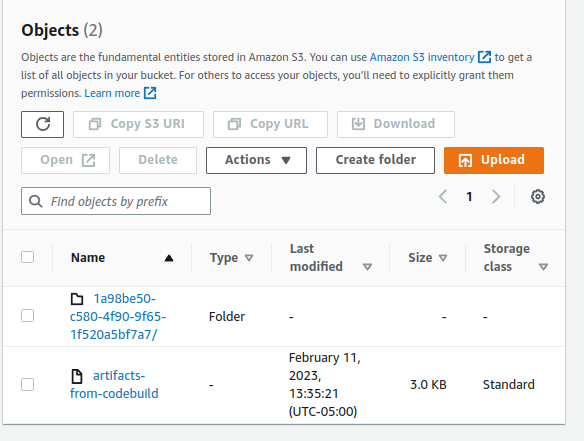 Objects (2)
Objects are the fundamental entities stored in Amazon S3. You can use Amazon S3 inventory to get a
list of all objects in your bucket. For others to access your objects, you'll need to explicitly grant them
permissions. Learn more
Copy S3 URI
Copy URL
Download
Open
Delete
Actions
Create folder
Upload
Find objects by prefix
1
Name
Type
Last
modified
Size
Storage
class
1a98be50-
c580-4f90-9f65-
1f520a5bf7a7/
Folder
-
-
-
artifacts-
from-codebuild
-
February 11,
2023,
13:35:21
(UTC-05:00)
3.0 KB
Standard